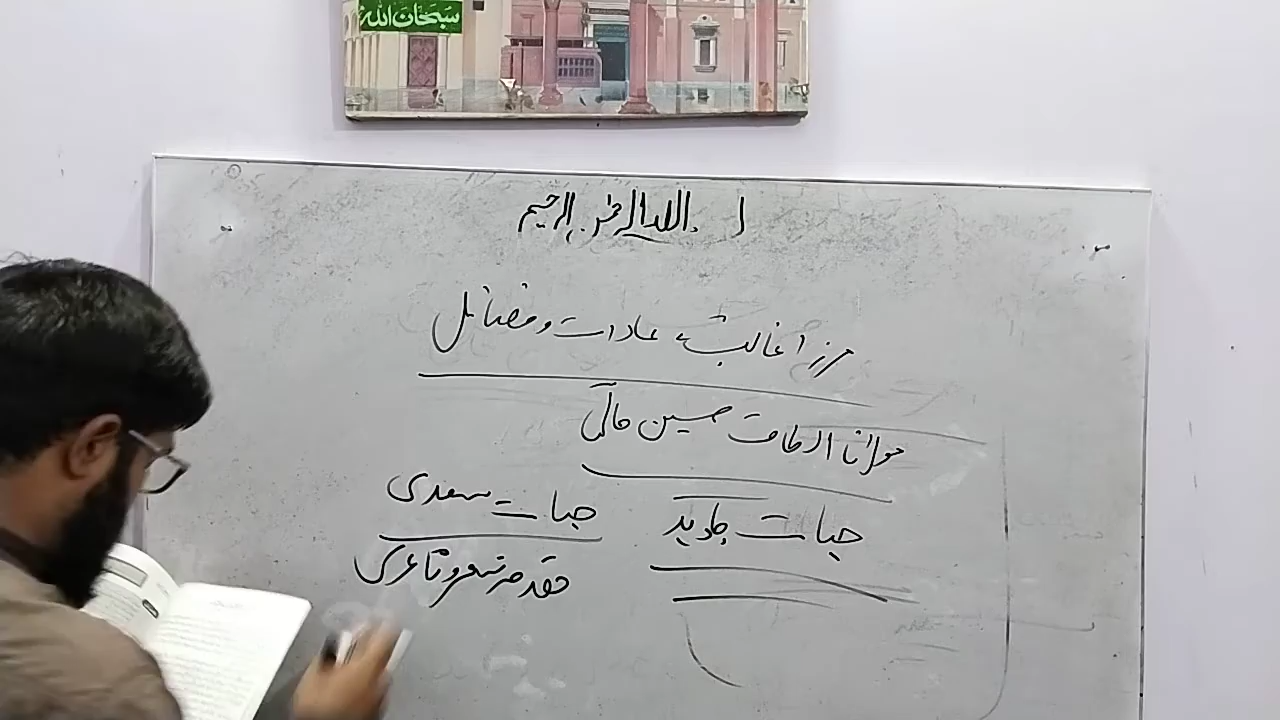 سبحان الله
ا اللہ الرحمن الرحیم
مرزا غالب عادات و خصائل
مولانا الطاف حسین حالی
حیات جاوید حیات سعدی
مقدمہ شعر و شاعری